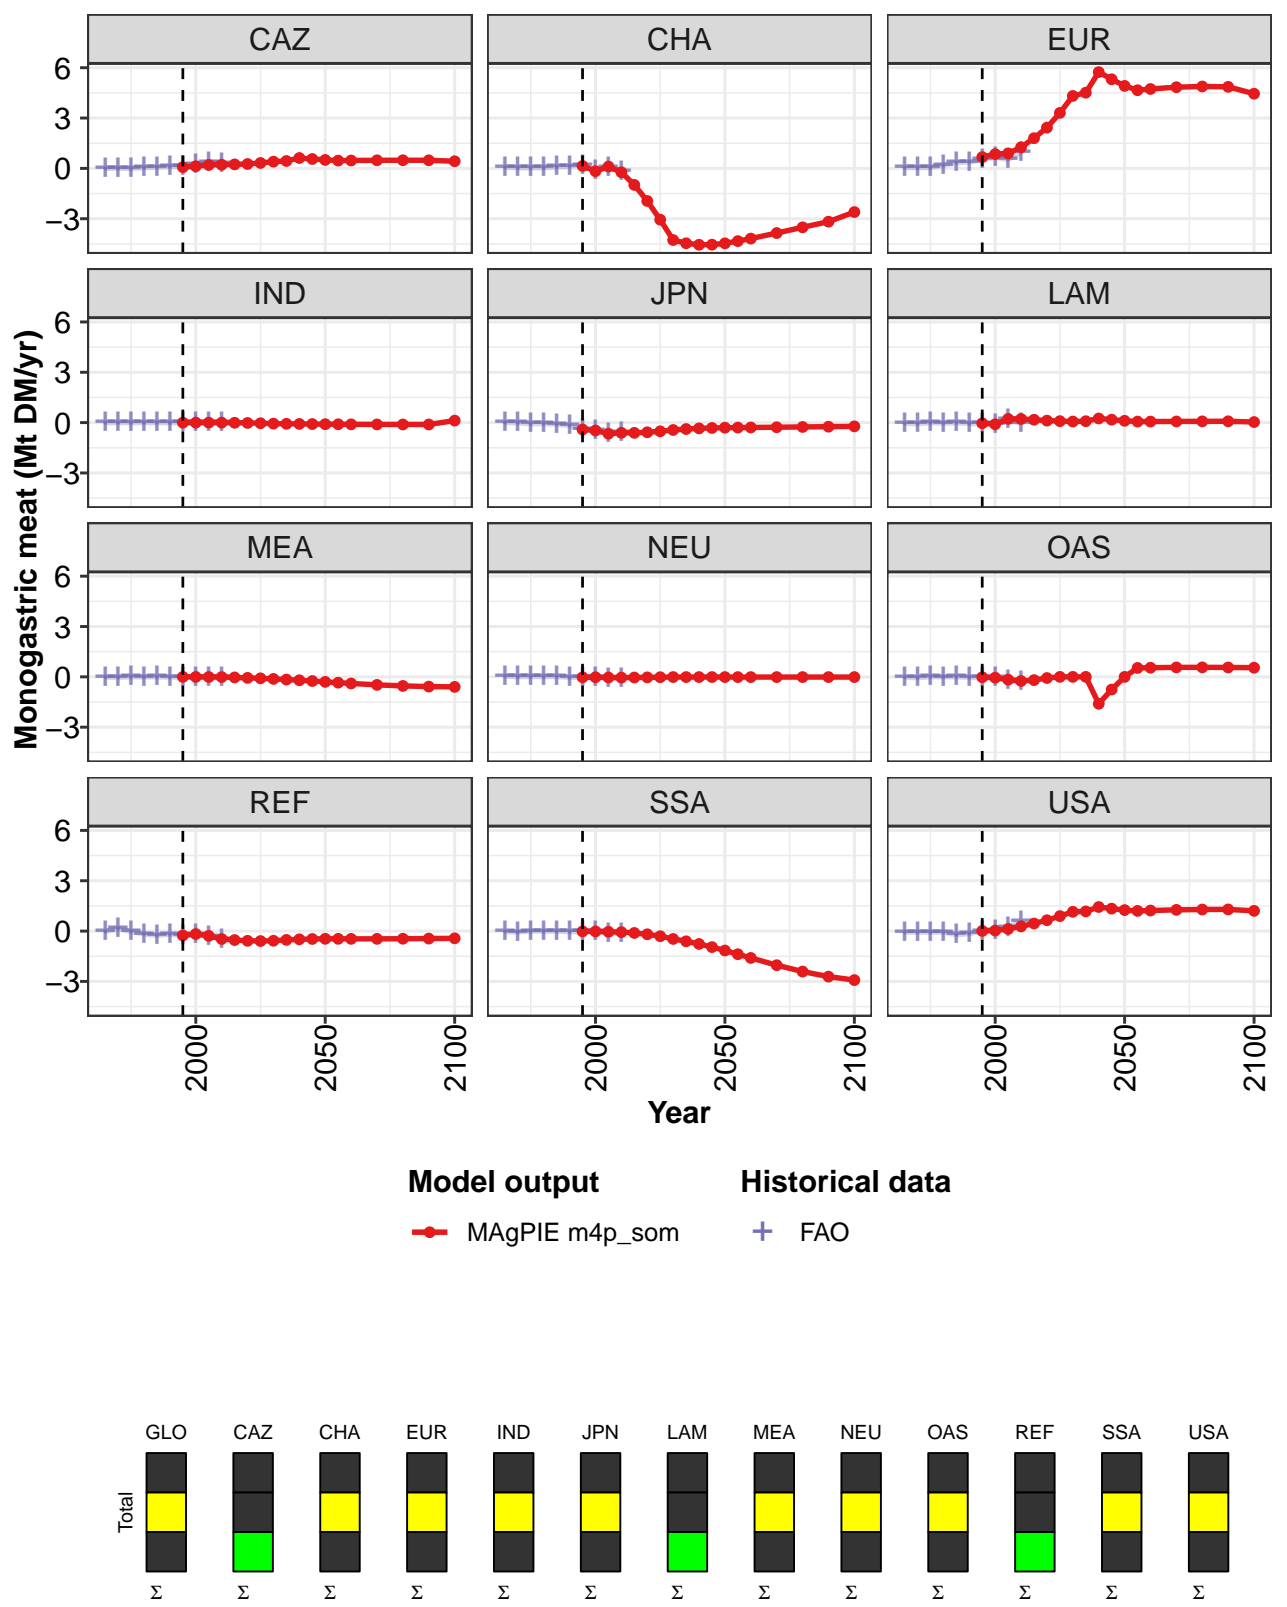 CAZ CHA EUR
6
3
0
−3
IND JPN LAM
6
3
0
−3
MEA NEU OAS
6
3
0
−3
REF SSA USA
6
3
0
−3
Monogastric meat (Mt DM/yr)
2000 2050 2100 2000 2050 2100 2000 2050 2100
Year
Model output Historical data
MAgPIE m4p_som FAO
GLO CAZ CHA EUR IND JPN LAM MEA NEU OAS REF SSA USA
Total
Σ Σ Σ Σ Σ Σ Σ Σ Σ Σ Σ Σ Σ